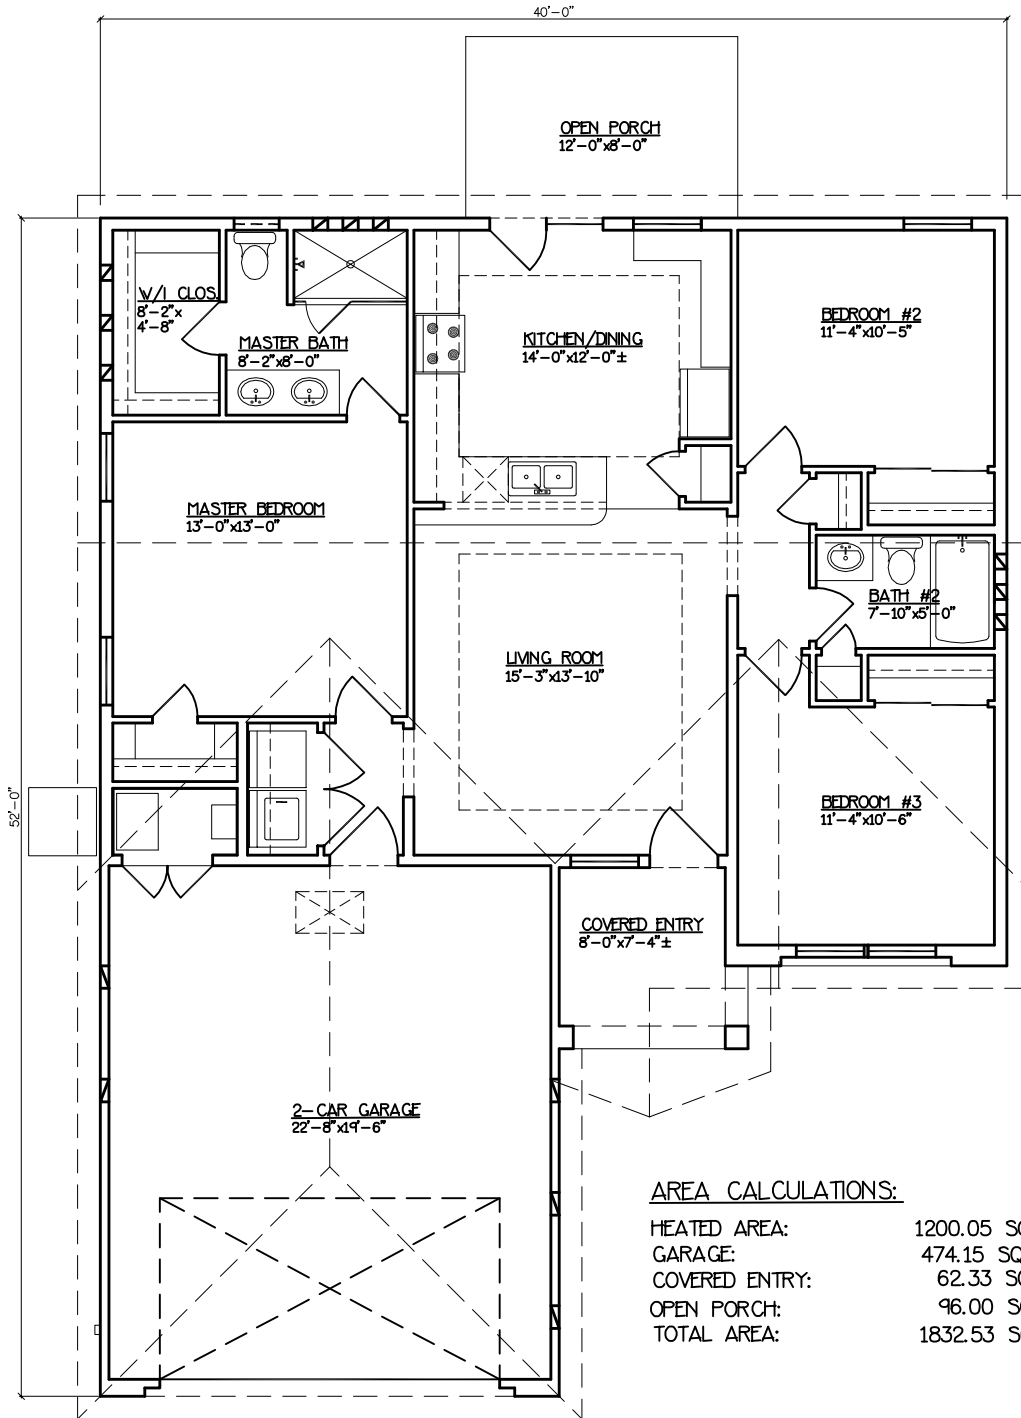 40'-0"
OPEN PORCH
12'-0"x8'-0"
W/I CLOS.
8'-2"x
4'-8"
MASTER BATH
8'-2"x8'-0"
KITCHEN/DINING
14'-0"x12'-0"±
BEDROOM #2
11'-4"x10'-5"
MASTER BEDROOM
13'-0"x13'-0"
BATH #2
7'-10"x5'-0"
LIVING ROOM
15'-3"x13'-10"
52'-0"
BEDROOM #3
11'-4"x10'-6"
COVERED ENTRY
8'-0"x7'-4"±
2-CAR GARAGE
22'-8"x19'-6"
AREA CALCULATIONS:
HEATED AREA: 1200.05 S
GARAGE: 474.15 SQ
COVERED ENTRY: 62.33 S
OPEN PORCH: 96.00 S
TOTAL AREA: 1832.53 S